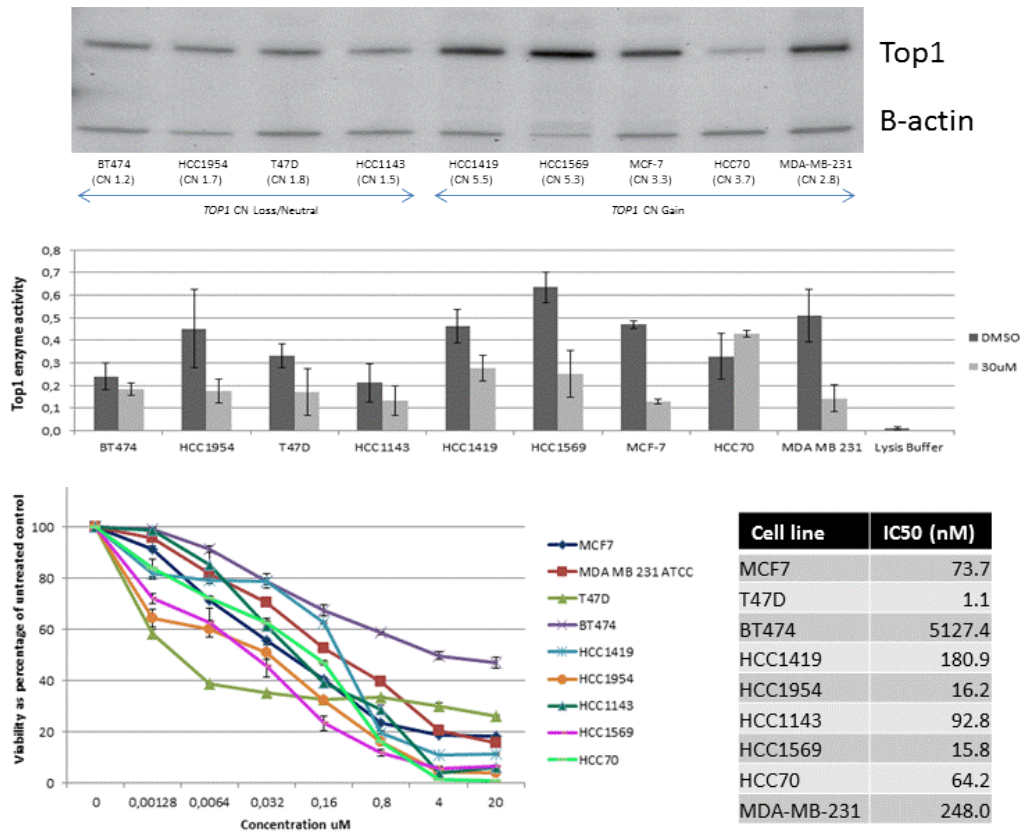 Top1
B-actin
BT474 HCC1954 T47D HCC1143 HCC1419 HCC1569 MCF-7 HCC70 MDA-MB-231
(CN 1.2) (CN 1.7) (CN 1.8) (CN 1.5) (CN 5.5) (CN 5.3) (CN 3.3) (CN 3.7) (CN 2.8)
TOP1 CN Loss/Neutral TOP1 CN Gain
Top1 enzyme activity
0,8
0,7
0,6
0,5
0,4
0,3
0,2
0,1
0,0
BT474 HCC1954 T47D HCC1143 HCC1419 HCC1569 MCF-7 HCC70 MDA MB 231 Lysis Buffer
DMSO
30uM
Viability as percentage of untreated control
100
80
60
40
20
0
0 0,00128 0,0064 0,032 0,16 0,8 4 20
Concentration uM
MCF7
MDA MB 231 ATCC
T47D
BT474
HCC1419
HCC1954
HCC1143
HCC1569
HCC70
Cell line IC50 (nM)
MCF7 73.7
T47D 1.1
BT474 5127.4
HCC1419 180.9
HCC1954 16.2
HCC1143 92.8
HCC1569 15.8
HCC70 64.2
MDA-MB-231 248.0